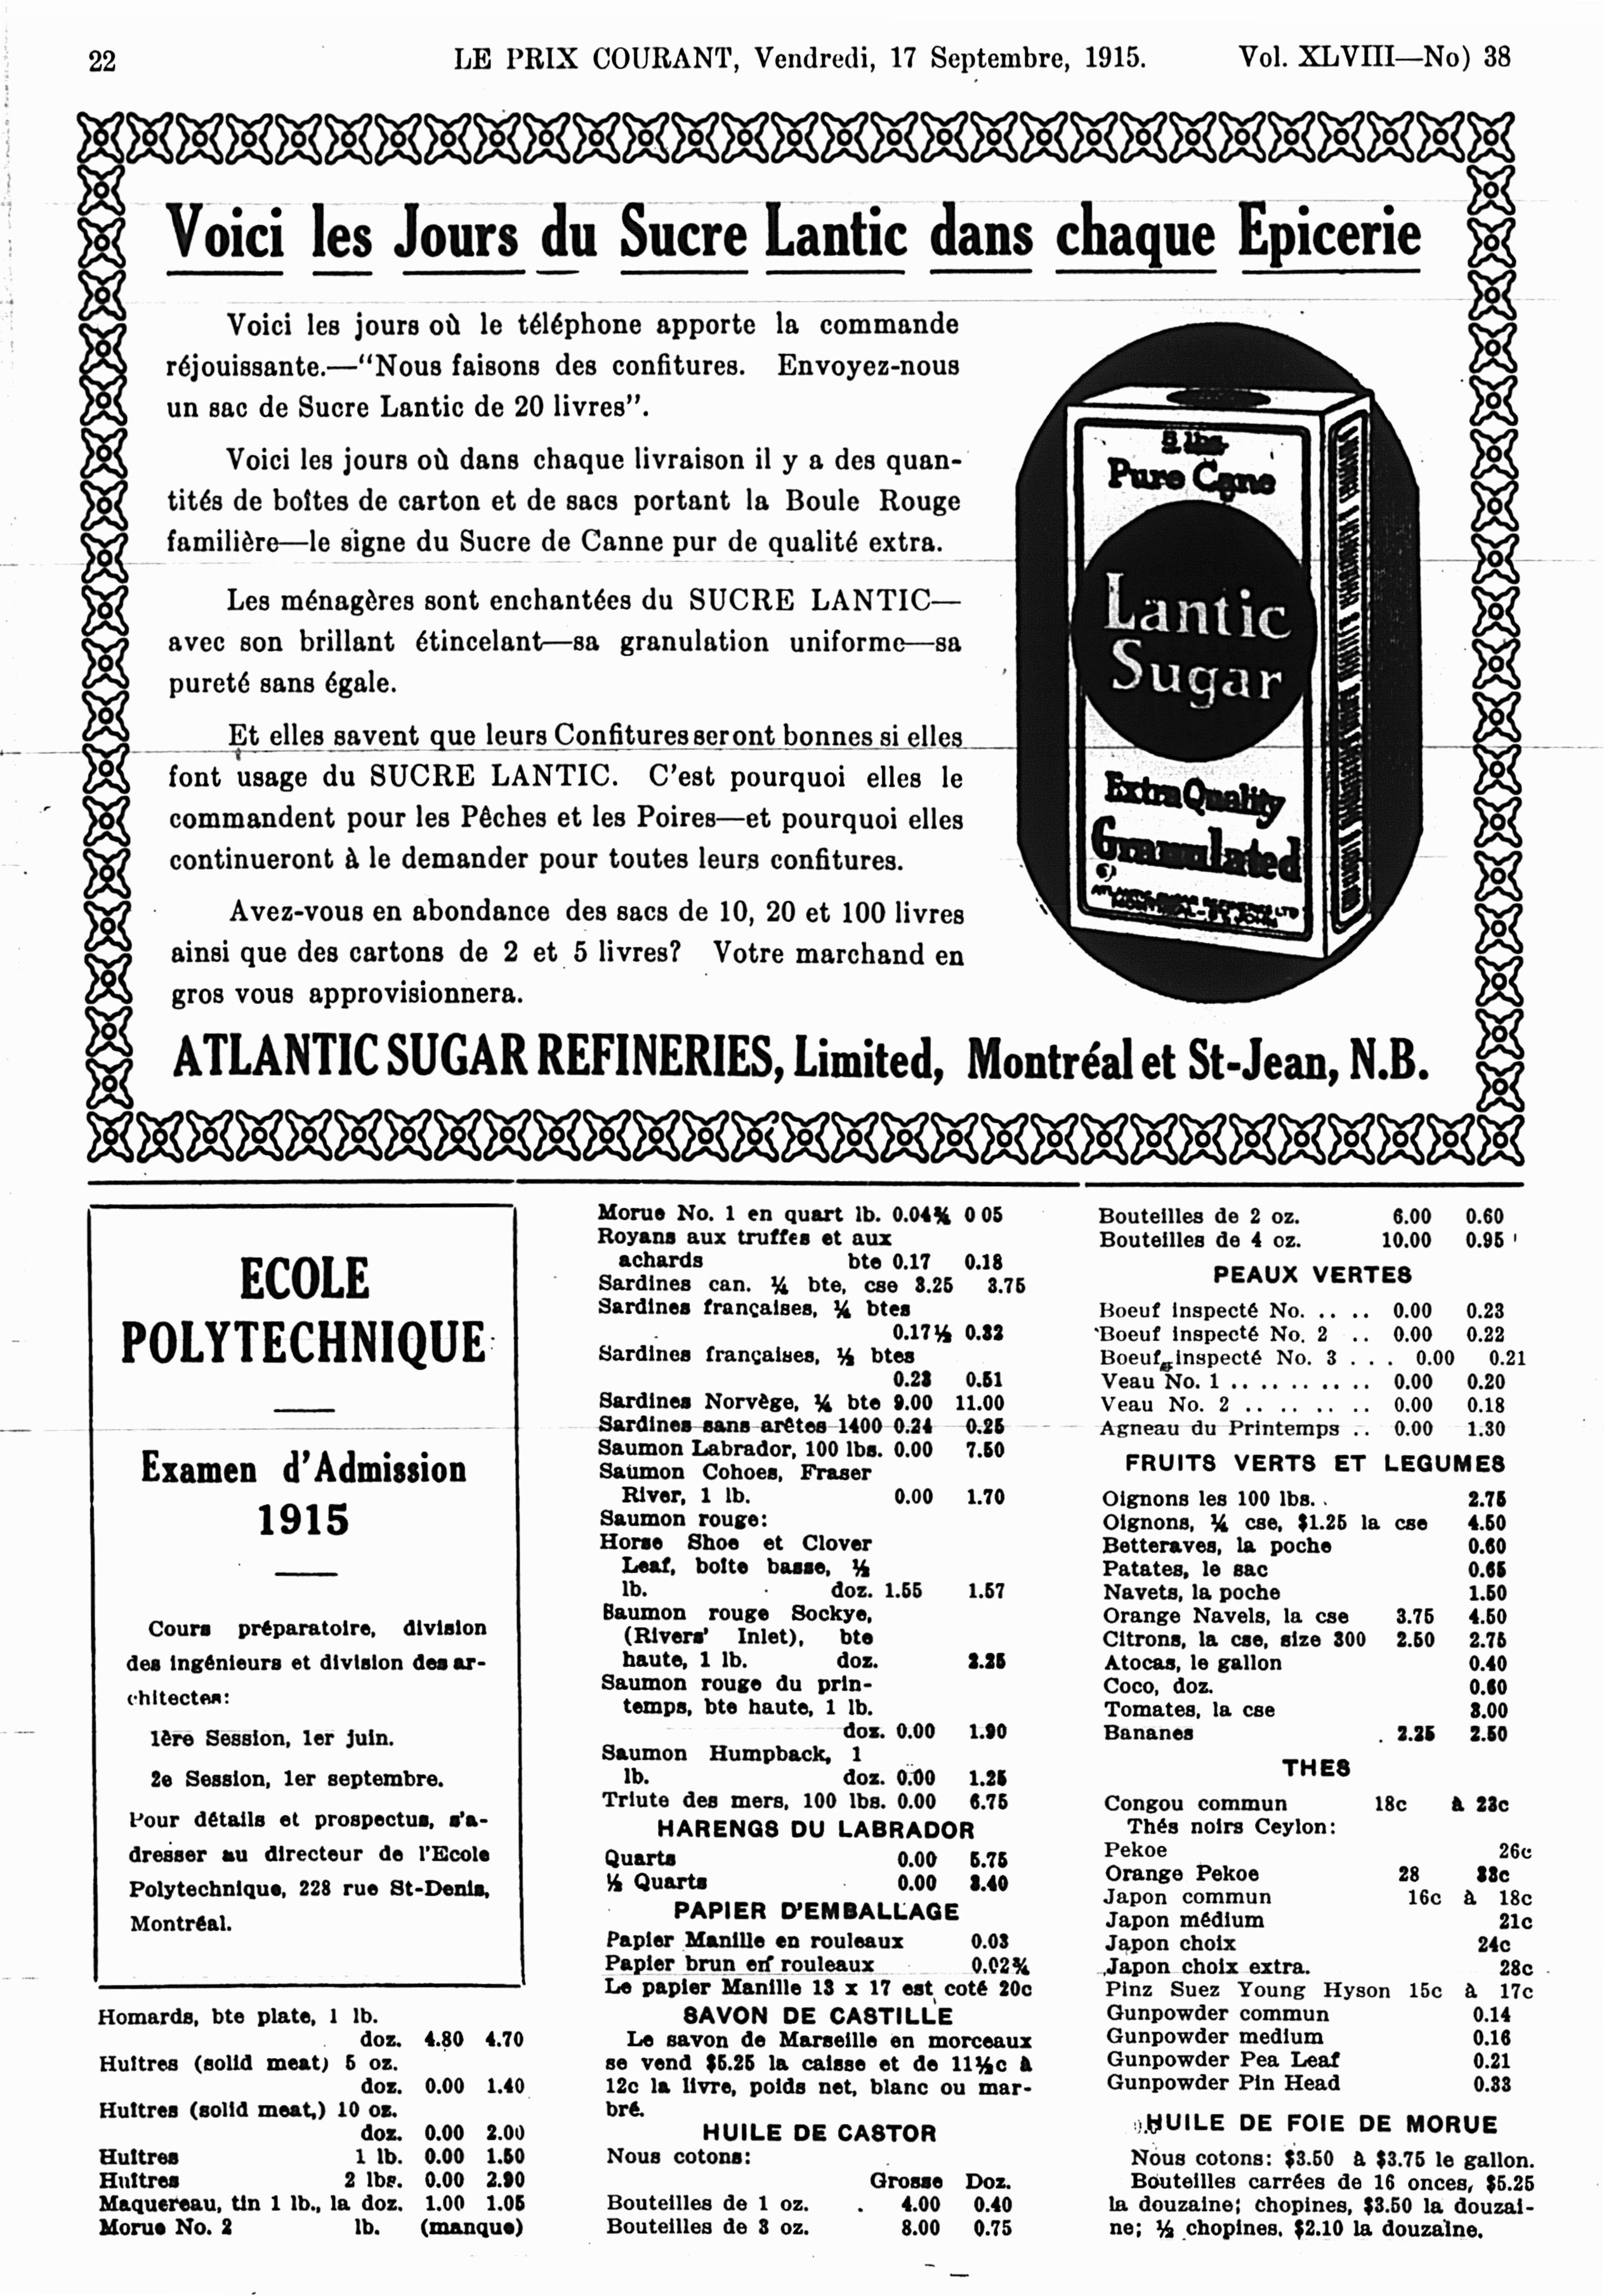 22 LE PRIX COURANT, Vendredi, 17 Septembre, 1915. Vol. XLVIII—No) 38
Voici les Jours du Sucre Lantic dans chaque Epicerie
Voici les jours où le téléphone apporte la commande
réjouissante.—“Nous faisons des confitures. Envoyez-nous
un sac de Sucre Lantic de 20 livres”.
Voici les jours où dans chaque livraison il y a des quan-
tités de boîtes de carton et de sacs portant la Boule Rouge
familière—le signe du Sucre de Canne pur de qualité extra.
Les ménagères sont enchantées du SUCRE LANTIC—
avec son brillant étincelant—sa granulation uniforme—sa
pureté sans égale.
Et elles savent que leurs Confitures seront bonnes si elles
font usage du SUCRE LANTIC. C'est pourquoi elles le
commandent pour les Pêches et les Poires—et pourquoi elles
continueront à le demander pour toutes leurs confitures.
Avez-vous en abondance des sacs de 10, 20 et 100 livres
ainsi que des cartons de 2 et 5 livres? Votre marchand en
gros vous approvisionnera.
5 lbs.
Pure Cane
Lantic
Sugar
Extra Quality
Granulated
ATLANTIC SUGAR REFINERIES LTD
MONTREAL - ST JOHN
ATLANTIC SUGAR REFINERIES, Limited, Montréal et St-Jean, N.B.
ECOLE
POLYTECHNIQUE
Examen d'Admission
1915
Cours préparatoire, division
des ingénieurs et division des ar-
chitectes:
1ère Session, 1er juin.
2e Session, 1er septembre.
Pour détails et prospectus, s'a-
dresser au directeur de l'Ecole
Polytechnique, 228 rue St-Denis,
Montréal.
Homards, bte plate, 1 lb.
doz. 4.80 4.70
Huîtres (solid meat) 5 oz.
doz. 0.00 1.40
Huîtres (solid meat,) 10 oz.
doz. 0.00 2.00
Huîtres 1 lb. 0.00 1.50
Huîtres 2 lbs. 0.00 2.90
Maquereau, tin 1 lb., la doz. 1.00 1.05
Morue No. 2 lb. (manque)
Morue No. 1 en quart lb. 0.04¾ 0 05
Royans aux truffes et aux
achards bte 0.17 0.18
Sardines can. ¼ bte, cse 3.25 3.75
Sardines françaises, ¼ btes
0.17½ 0.32
Sardines françaises, ½ btes
0.23 0.51
Sardines Norvège, ¼ bte 9.00 11.00
Sardines sans arêtes 1400 0.24 0.25
Saumon Labrador, 100 lbs. 0.00 7.50
Saumon Cohoes, Fraser
River, 1 lb. 0.00 1.70
Saumon rouge:
Horse Shoe et Clover
Leaf, boîte basse, ½
lb. doz. 1.55 1.57
Saumon rouge Sockye,
(Rivers' Inlet), bte
haute, 1 lb. doz. 2.25
Saumon rouge du prin-
temps, bte haute, 1 lb.
doz. 0.00 1.90
Saumon Humpback, 1
lb. doz. 0.00 1.25
Triute des mers, 100 lbs. 0.00 6.75
HARENGS DU LABRADOR
Quarts 0.00 5.75
½ Quarts 0.00 3.40
PAPIER D'EMBALLAGE
Papier Manille en rouleaux 0.03
Papier brun en rouleaux 0.02¾
Le papier Manille 13 x 17 est coté 20c
SAVON DE CASTILLE
Le savon de Marseille en morceaux
se vend $5.25 la caisse et de 11½c à
12c la livre, poids net, blanc ou mar-
bré.
HUILE DE CASTOR
Nous cotons:
Grosse Doz.
Bouteilles de 1 oz. 4.00 0.40
Bouteilles de 3 oz. 8.00 0.75
Bouteilles de 2 oz. 6.00 0.60
Bouteilles de 4 oz. 10.00 0.95
PEAUX VERTES
Boeuf inspecté No. .. .. 0.00 0.23
Boeuf inspecté No. 2 .. 0.00 0.22
Boeuf inspecté No. 3 . . . 0.00 0.21
Veau No. 1 .. .. .. .. .. 0.00 0.20
Veau No. 2 .. .. .. .. .. 0.00 0.18
Agneau du Printemps .. 0.00 1.30
FRUITS VERTS ET LEGUMES
Oignons les 100 lbs. . 2.75
Oignons, ¼ cse, $1.25 la cse 4.50
Betteraves, la poche 0.60
Patates, le sac 0.65
Navets, la poche 1.50
Orange Navels, la cse 3.75 4.50
Citrons, la cse, size 300 2.50 2.75
Atocas, le gallon 0.40
Coco, doz. 0.60
Tomates, la cse 3.00
Bananes 2.25 2.50
THES
Congou commun 18c à 23c
Thés noirs Ceylon:
Pekoe 26c
Orange Pekoe 28 33c
Japon commun 16c à 18c
Japon médium 21c
Japon choix 24c
Japon choix extra. 28c
Pinz Suez Young Hyson 15c à 17c
Gunpowder commun 0.14
Gunpowder medium 0.16
Gunpowder Pea Leaf 0.21
Gunpowder Pin Head 0.33
HUILE DE FOIE DE MORUE
Nous cotons: $3.50 à $3.75 le gallon.
Bouteilles carrées de 16 onces, $5.25
la douzaine; chopines, $3.50 la douzai-
ne; ½ chopines, $2.10 la douzaine.